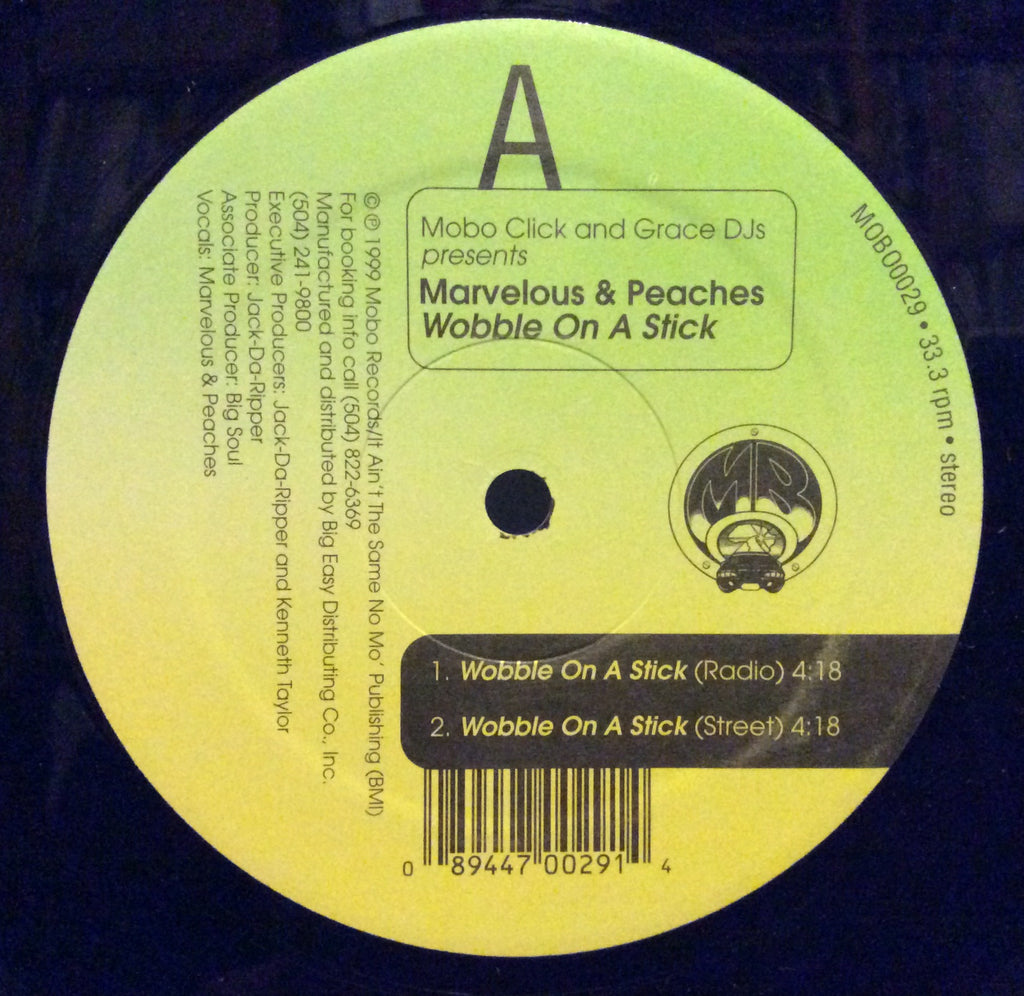 A
Mobo Click and Grace DJs
presents
Marvelous & Peaches
Wobble On A Stick
MOBO0029 • 33.3 rpm • stereo
MR
© ℗ 1999 Mobo Records/It Ain't The Same No Mo' Publishing (BMI)
For booking info call (504) 822-6369
Manufactured and distributed by Big Easy Distributing Co., Inc.
(504) 241-9800
Executive Producers: Jack-Da-Ripper and Kenneth Taylor
Producer: Jack-Da-Ripper
Associate Producer: Big Soul
Vocals: Marvelous & Peaches
1. Wobble On A Stick (Radio) 4:18
2. Wobble On A Stick (Street) 4:18
0 89447 00291 4